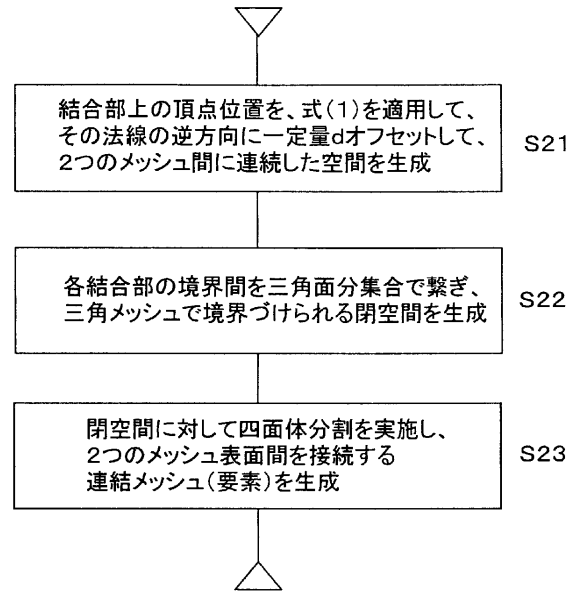 結合部上の頂点位置を、式(1)を適用して、
その法線の逆方向に一定量dオフセットして、
2つのメッシュ間に連続した空間を生成
S21
各結合部の境界間を三角面分集合で繋ぎ、
三角メッシュで境界づけられる閉空間を生成
S22
閉空間に対して四面体分割を実施し、
2つのメッシュ表面間を接続する
連結メッシュ(要素)を生成
S23